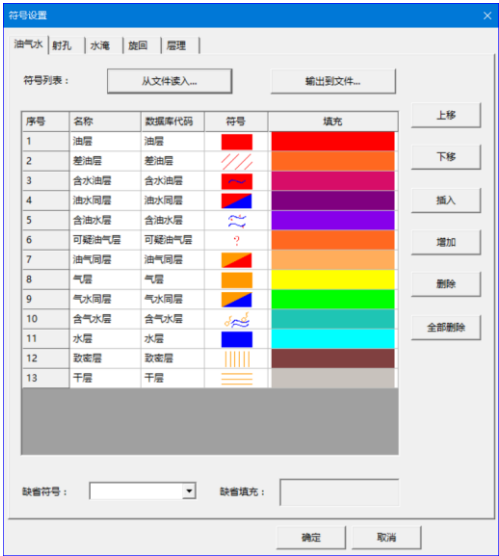 符号设置
油气水 射孔 水淹 旋回 层理
符号列表： 从文件读入... 输出到文件...
序号 名称 数据库代码 符号 填充
1 油层 油层
2 差油层 差油层
3 含水油层 含水油层
4 油水同层 油水同层
5 含油水层 含油水层
6 可疑油气层 可疑油气层 ?
7 油气同层 油气同层
8 气层 气层
9 气水同层 气水同层
10 含气水层 含气水层
11 水层 水层
12 致密层 致密层
13 干层 干层
上移
下移
插入
增加
删除
全部删除
缺省符号： 缺省填充：
确定 取消